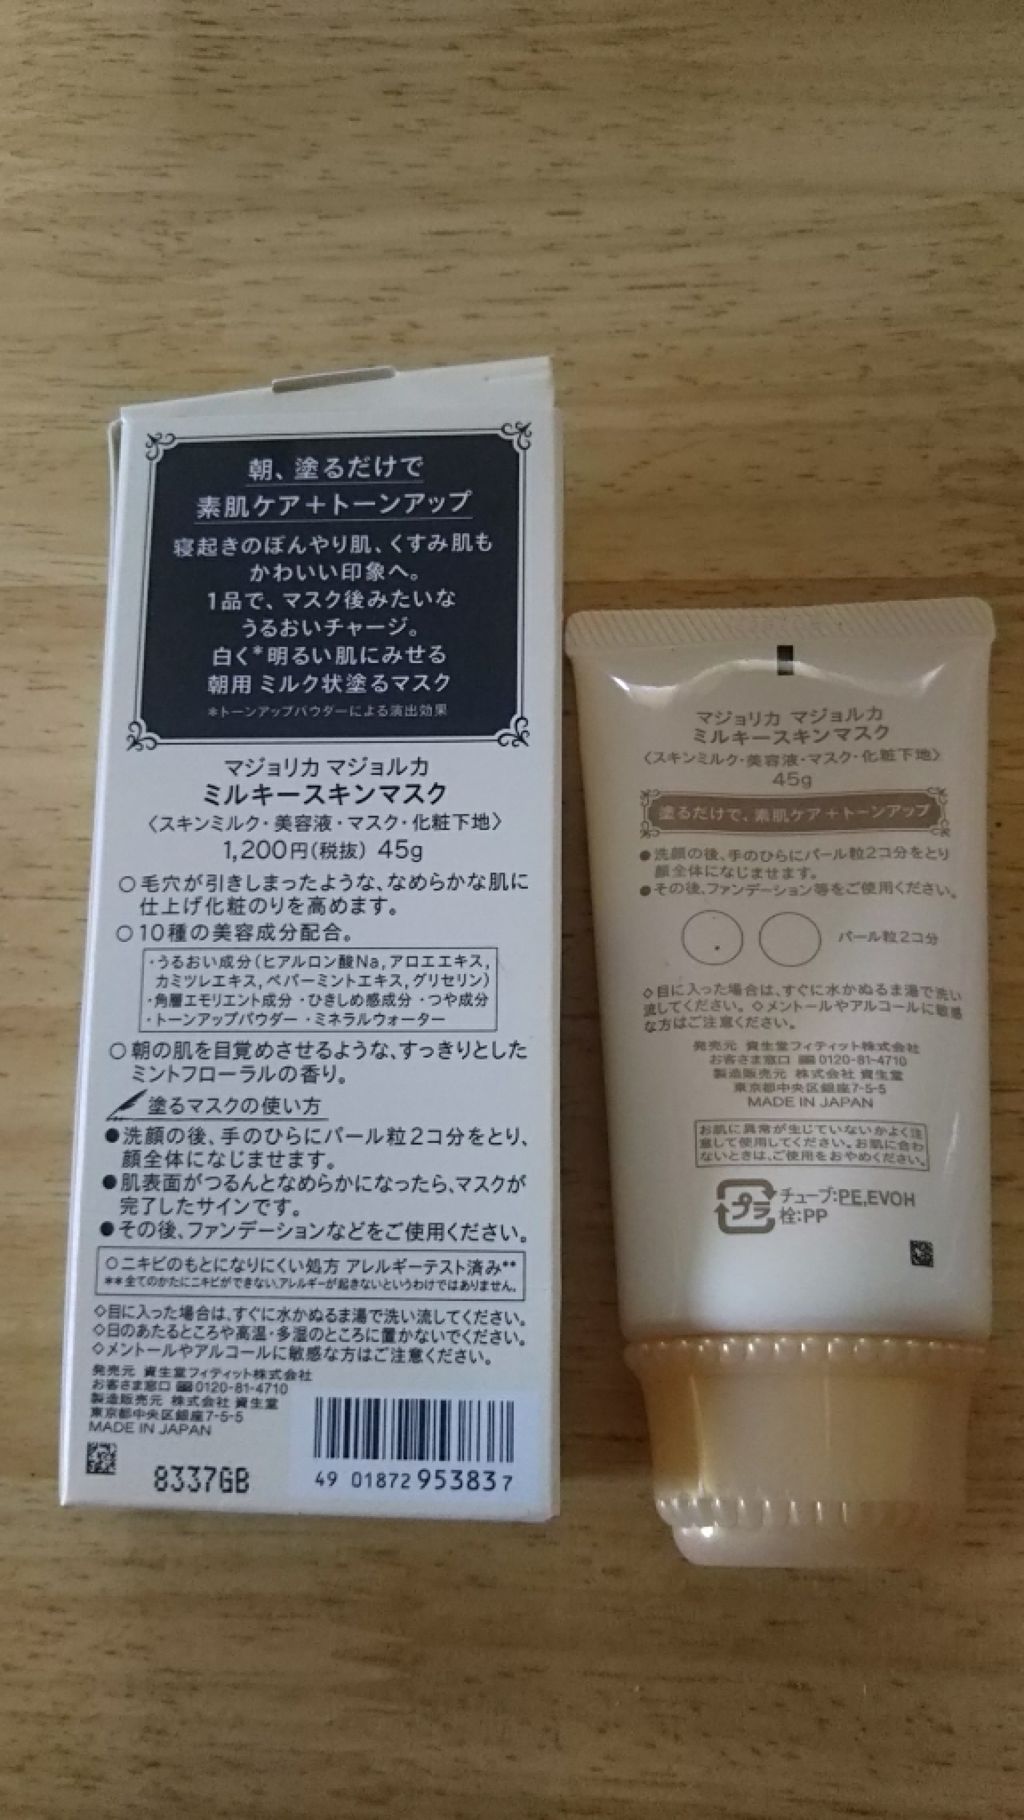 朝、塗るだけで
素肌ケア＋トーンアップ
寝起きのぼんやり肌、くすみ肌も
かわいい印象へ。
1品で、マスク後みたいな
うるおいチャージ。
白く*明るい肌にみせる
朝用 ミルク状塗るマスク
*トーンアップパウダーによる演出効果
マジョリカ マジョルカ
ミルキースキンマスク
〈スキンミルク・美容液・マスク・化粧下地〉
1,200円(税抜) 45g
○毛穴が引きしまったような、なめらかな肌に
仕上げ化粧のりを高めます。
○10種の美容成分配合。
・うるおい成分(ヒアルロン酸Na,アロエエキス,
カミツレエキス,ペパーミントエキス,グリセリン)
・角層エモリエント成分 ・ひきしめ感成分 ・つや成分
・トーンアップパウダー ・ミネラルウォーター
○朝の肌を目覚めさせるような、すっきりとした
ミントフローラルの香り。
塗るマスクの使い方
●洗顔の後、手のひらにパール粒2コ分をとり、
顔全体になじませます。
●肌表面がつるんとなめらかになったら、マスクが
完了したサインです。
●その後、ファンデーションなどをご使用ください。
○ニキビのもとになりにくい処方 アレルギーテスト済み**
**全てのかたにニキビができない,アレルギーが起きないというわけではありません。
◇目に入った場合は、すぐに水かぬるま湯で洗い流してください。
◇日のあたるところや高温・多湿のところに置かないでください。
◇メントールやアルコールに敏感な方はご注意ください。
発売元 資生堂フィティット株式会社
お客さま窓口 0120-81-4710
製造販売元 株式会社 資生堂
東京都中央区銀座7-5-5
MADE IN JAPAN
8337GB
49 01872 953837
マジョリカ マジョルカ
ミルキースキンマスク
〈スキンミルク・美容液・マスク・化粧下地〉
45g
塗るだけで、素肌ケア＋トーンアップ
●洗顔の後、手のひらにパール粒2コ分をとり
顔全体になじませます。
●その後、ファンデーション等をご使用ください。
パール粒2コ分
◇目に入った場合は、すぐに水かぬるま湯で洗い
流してください。◇メントールやアルコールに敏感
な方はご注意ください。
発売元 資生堂フィティット株式会社
お客さま窓口 0120-81-4710
製造販売元 株式会社 資生堂
東京都中央区銀座7-5-5
MADE IN JAPAN
お肌に異常が生じていないかよく注
意して使用してください。お肌に合わ
ないときは、ご使用をおやめください。
プラ
チューブ:PE,EVOH
栓:PP